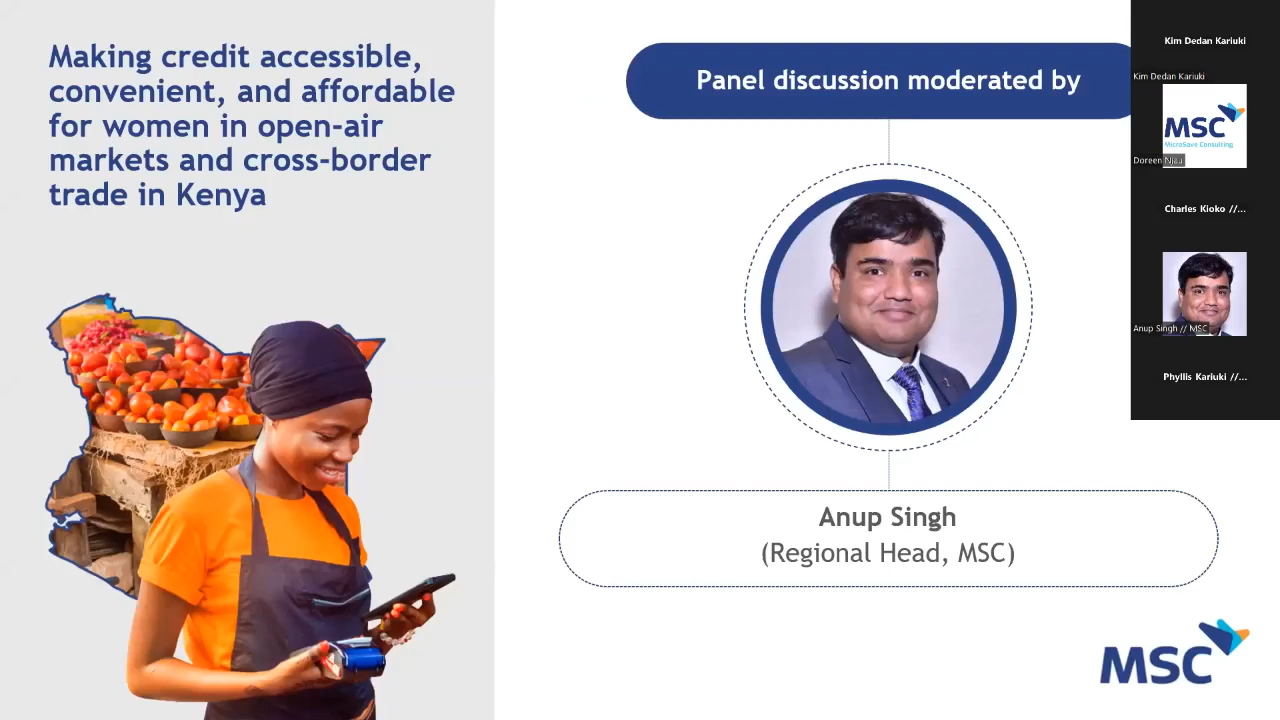 Making credit accessible,
convenient, and affordable
for women in open-air
markets and cross-border
trade in Kenya
Panel discussion moderated by
Anup Singh
(Regional Head, MSC)
MSC
Kim Dedan Kariuki
Kim Dedan Kariuki
MSC
MicroSave Consulting
Doreen Njau
Charles Kioko //...
Anup Singh // MSC
Phyllis Kariuki //...